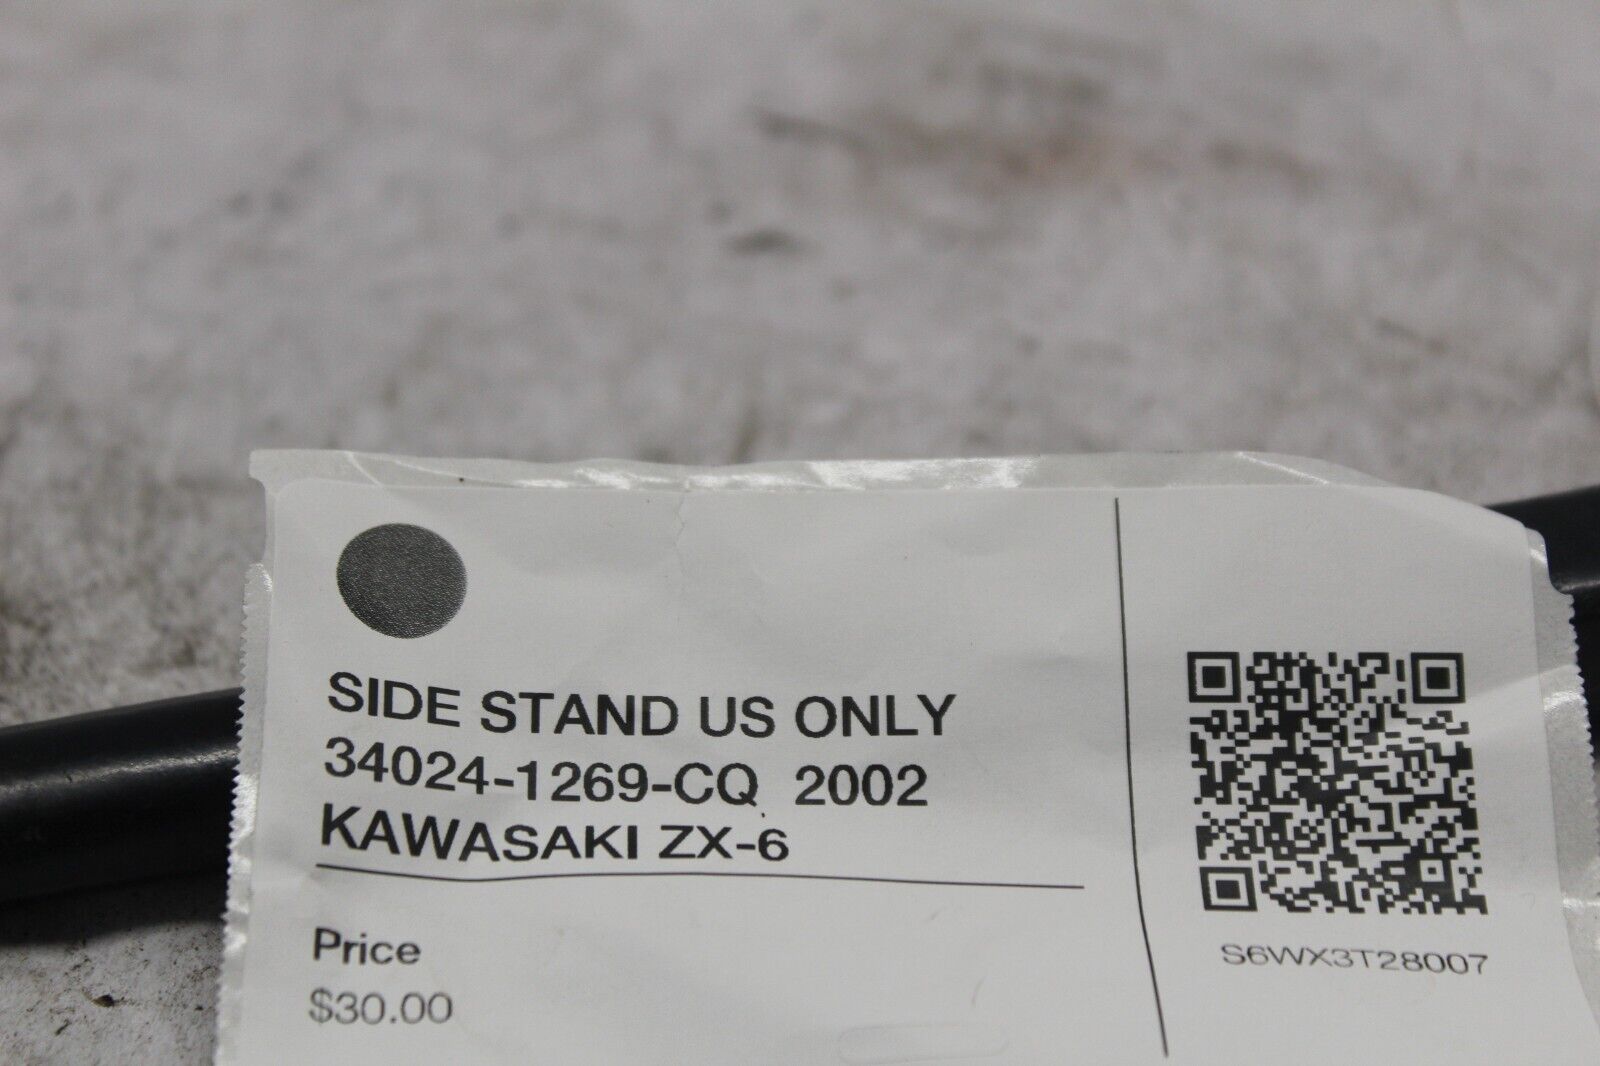 SIDE STAND US ONLY
34024-1269-CQ 2002
KAWASAKI ZX-6
Price
$30.00
S6WX3T28007